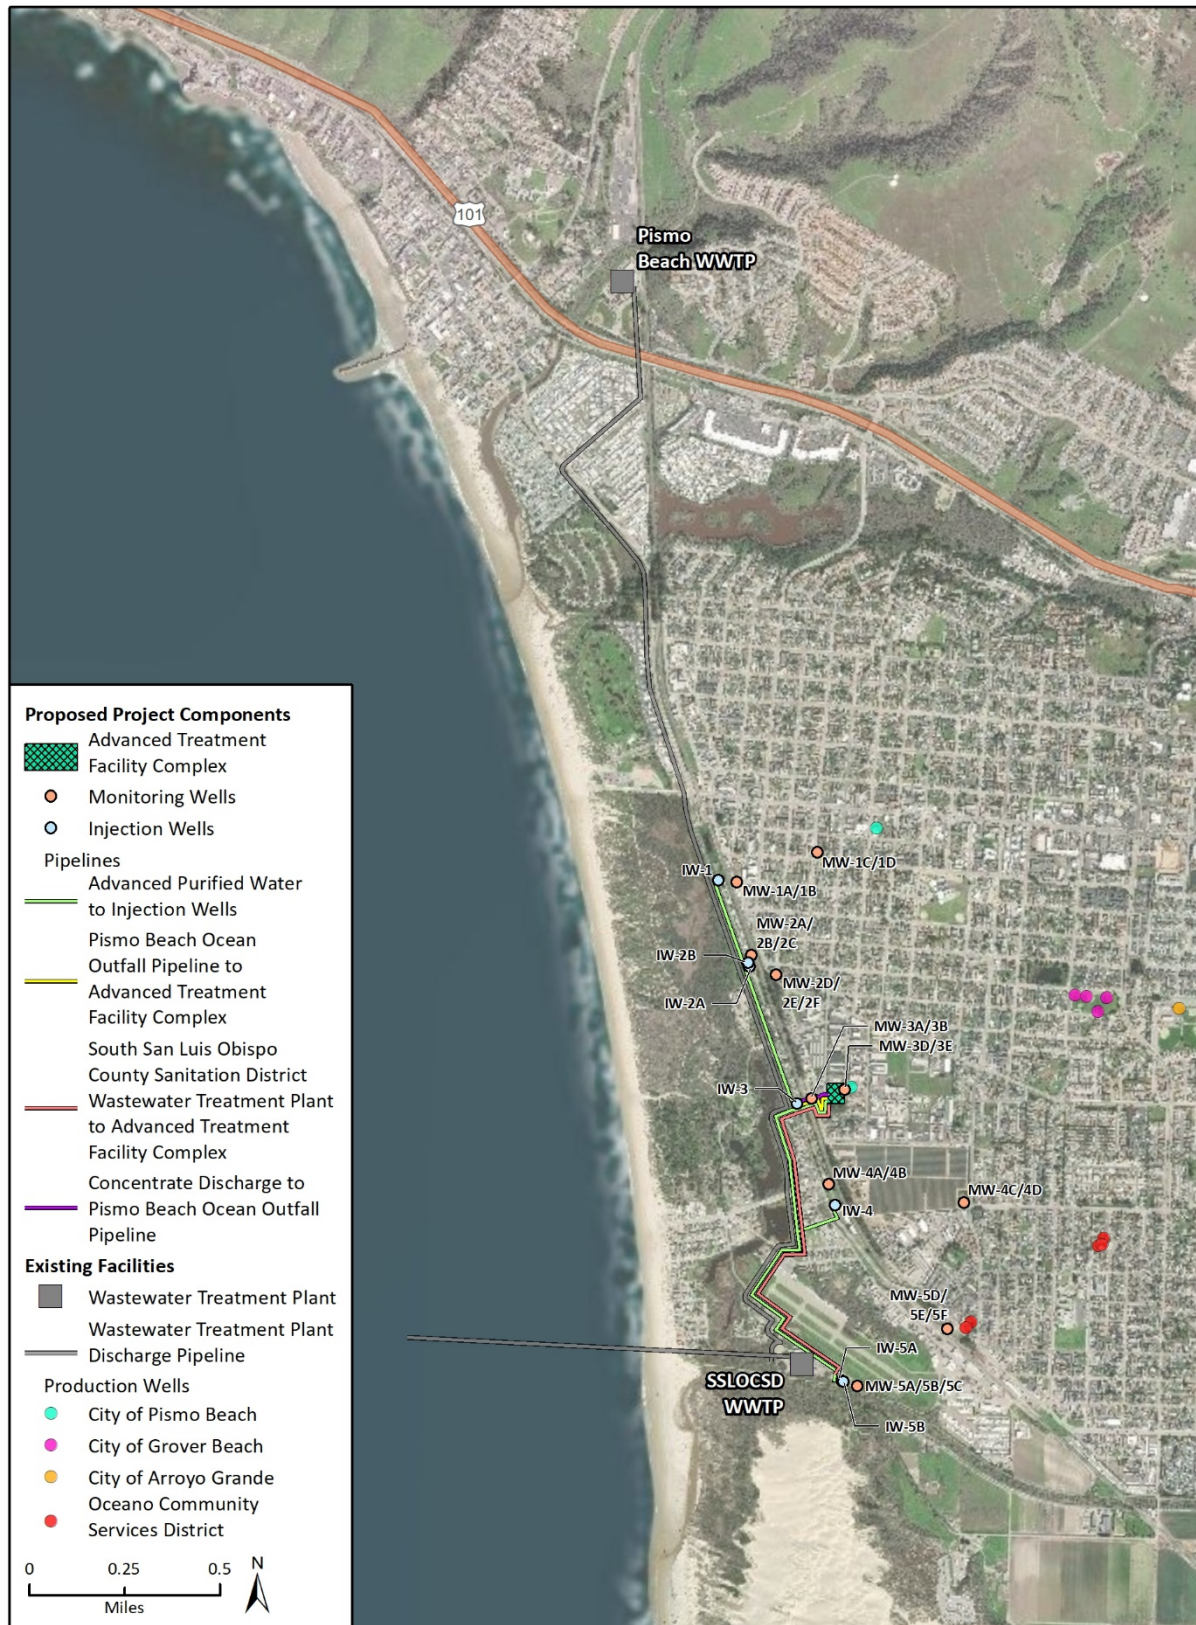 101
Pismo
Beach WWTP
IW-1
MW-1C/1D
MW-1A/1B
MW-2A/
2B/2C
IW-2B
MW-2D/
2E/2F
IW-2A
MW-3A/3B
MW-3D/3E
IW-3
MW-4A/4B
MW-4C/4D
IW-4
MW-5D/
5E/5F
IW-5A
SSLOCSD
WWTP
MW-5A/5B/5C
IW-5B
Proposed Project Components
Advanced Treatment
Facility Complex
Monitoring Wells
Injection Wells
Pipelines
Advanced Purified Water
to Injection Wells
Pismo Beach Ocean
Outfall Pipeline to
Advanced Treatment
Facility Complex
South San Luis Obispo
County Sanitation District
Wastewater Treatment Plant
to Advanced Treatment
Facility Complex
Concentrate Discharge to
Pismo Beach Ocean Outfall
Pipeline
Existing Facilities
Wastewater Treatment Plant
Wastewater Treatment Plant
Discharge Pipeline
Production Wells
City of Pismo Beach
City of Grover Beach
City of Arroyo Grande
Oceano Community
Services District
0 0.25 0.5
Miles
N